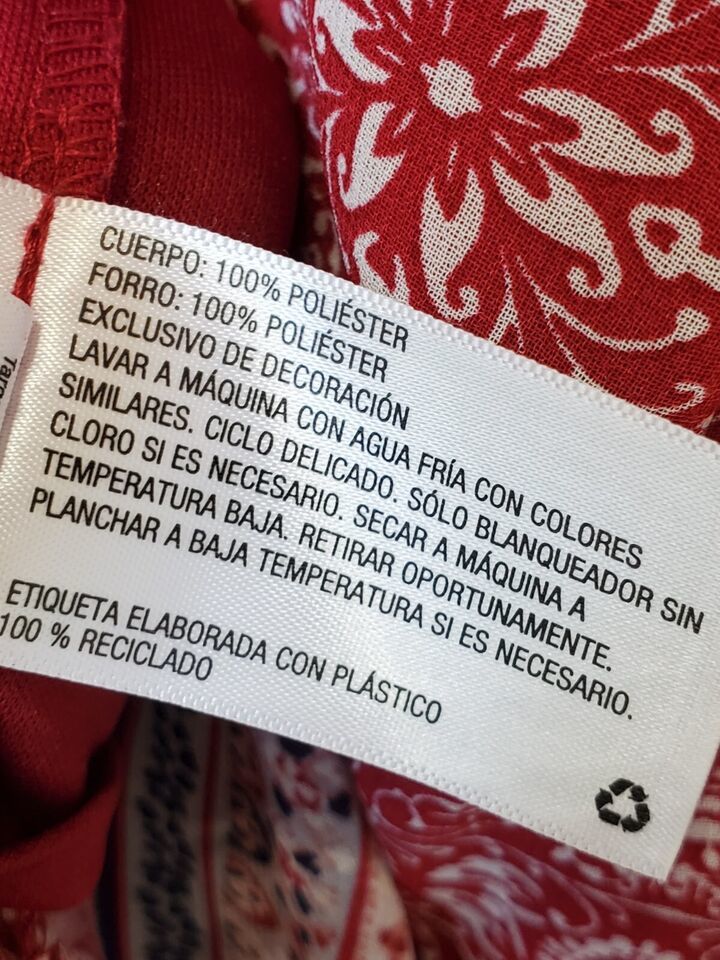 CUERPO: 100% POLIÉSTER
FORRO: 100% POLIÉSTER
EXCLUSIVO DE DECORACIÓN
LAVAR A MÁQUINA CON AGUA FRÍA CON COLORES
SIMILARES. CICLO DELICADO. SÓLO BLANQUEADOR SIN
CLORO SI ES NECESARIO. SECAR A MÁQUINA A
TEMPERATURA BAJA. RETIRAR OPORTUNAMENTE.
PLANCHAR A BAJA TEMPERATURA SI ES NECESARIO.
ETIQUETA ELABORADA CON PLÁSTICO
100 % RECICLADO